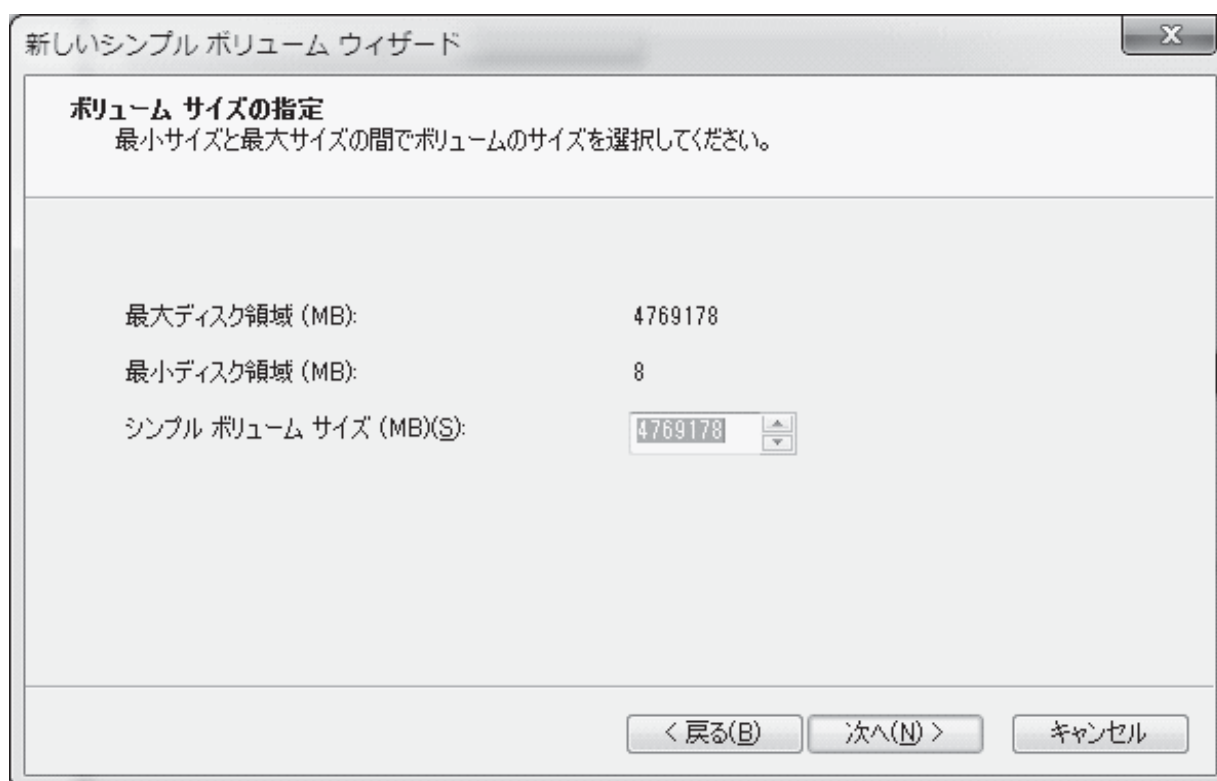 新しいシンプル ボリューム ウィザード
ボリューム サイズの指定
最小サイズと最大サイズの間でボリュームのサイズを選択してください。
最大ディスク領域 (MB): 4769178
最小ディスク領域 (MB): 8
シンプル ボリューム サイズ (MB)(S): 4769178
< 戻る(B) 次へ(N) > キャンセル